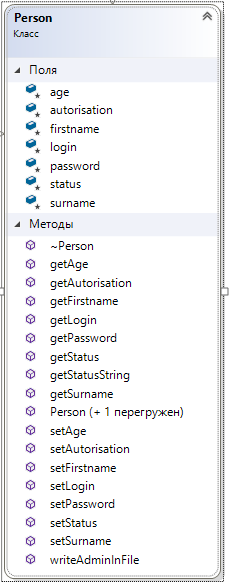 Person
Класс
Поля
age
autorisation
firstname
login
password
status
surname
Методы
~Person
getAge
getAutorisation
getFirstname
getLogin
getPassword
getStatus
getStatusString
getSurname
Person (+ 1 перегружен)
setAge
setAutorisation
setFirstname
setLogin
setPassword
setStatus
setSurname
writeAdminInFile